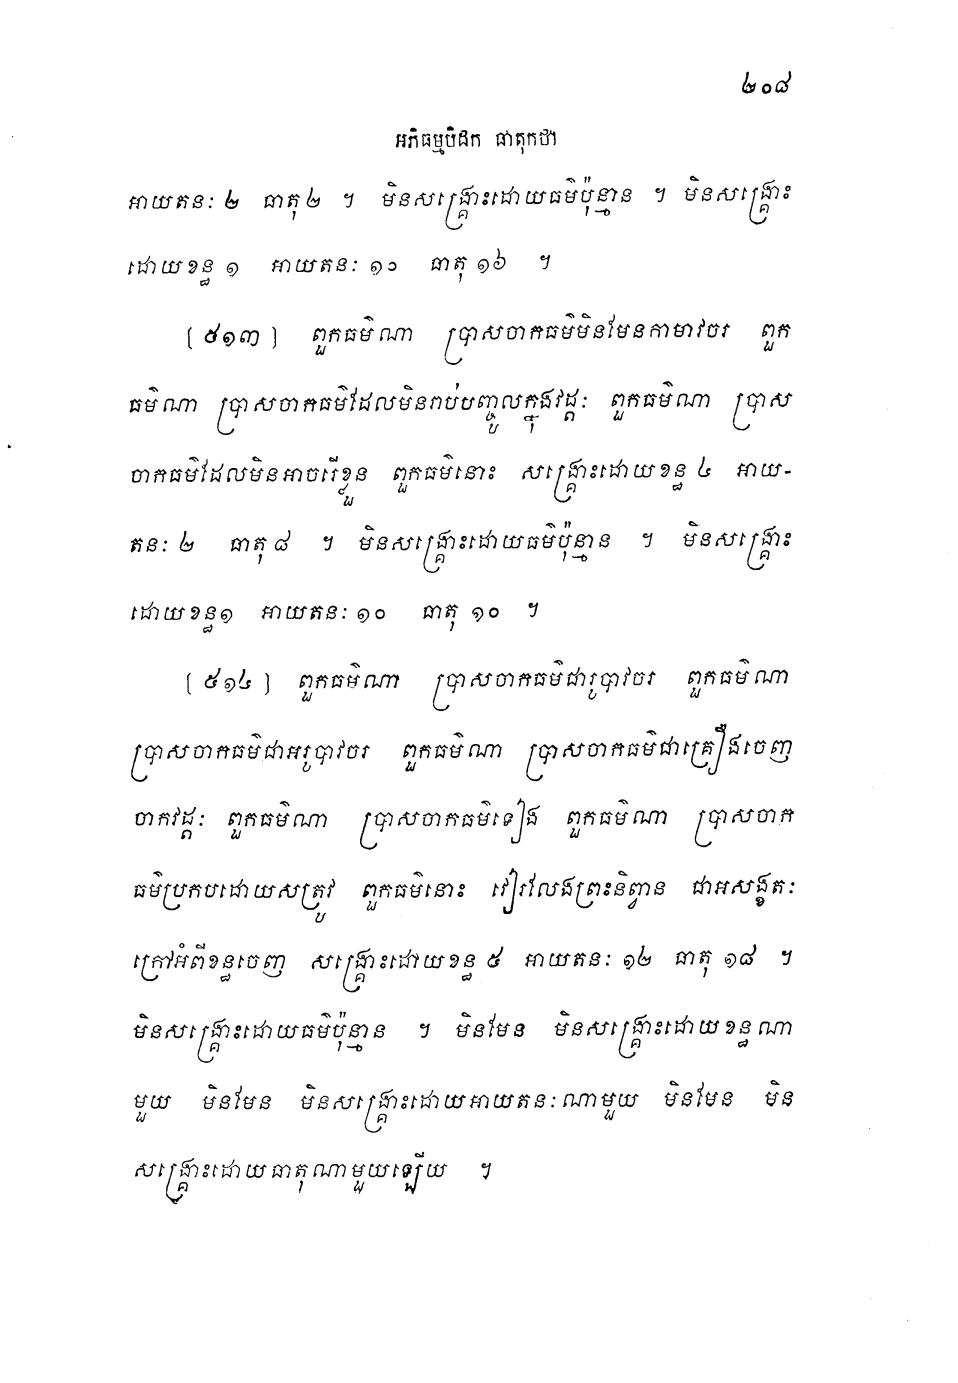 ២០៨
អភិធម្មបិដក ធាតុកថា
អាយតនៈ ២ ធាតុ ២ ។ មិនសង្គ្រោះដោយធម៌ប៉ុន្មាន ។ មិនសង្គ្រោះ
ដោយខន្ធ ១ អាយតនៈ ១០ ធាតុ ១៦ ។
[ ៥១៣ ] ពួកធម៌ណា ប្រាសចាកធម៌មិនមែនកាមាវចរ ពួក
ធម៌ណា ប្រាសចាកធម៌ដែលមិនរាប់បញ្ចូលក្នុងវដ្តៈ ពួកធម៌ណា ប្រាស
ចាកធម៌ដែលមិនអាចរើខ្លួន ពួកធម៌នោះ សង្គ្រោះដោយខន្ធ ៤ អាយ-
តនៈ ២ ធាតុ ៨ ។ មិនសង្គ្រោះដោយធម៌ប៉ុន្មាន ។ មិនសង្គ្រោះ
ដោយខន្ធ ១ អាយតនៈ ១០ ធាតុ ១០ ។
[ ៥១៤ ] ពួកធម៌ណា ប្រាសចាកធម៌ជារូបាវចរ ពួកធម៌ណា
ប្រាសចាកធម៌ជាអរូបាវចរ ពួកធម៌ណា ប្រាសចាកធម៌ជាគ្រឿងចេញ
ចាកវដ្តៈ ពួកធម៌ណា ប្រាសចាកធម៌ទៀង ពួកធម៌ណា ប្រាសចាក
ធម៌ប្រកបដោយសត្រូវ ពួកធម៌នោះ វៀរលែងព្រះនិព្វាន ជាអសង្ខតៈ
ក្រៅអំពីខន្ធចេញ សង្គ្រោះដោយខន្ធ ៥ អាយតនៈ ១២ ធាតុ ១៨ ។
មិនសង្គ្រោះដោយធម៌ប៉ុន្មាន ។ មិនមែន មិនសង្គ្រោះដោយខន្ធណា
មួយ មិនមែន មិនសង្គ្រោះដោយអាយតនៈណាមួយ មិនមែន មិន
សង្គ្រោះដោយធាតុណាមួយឡើយ ។